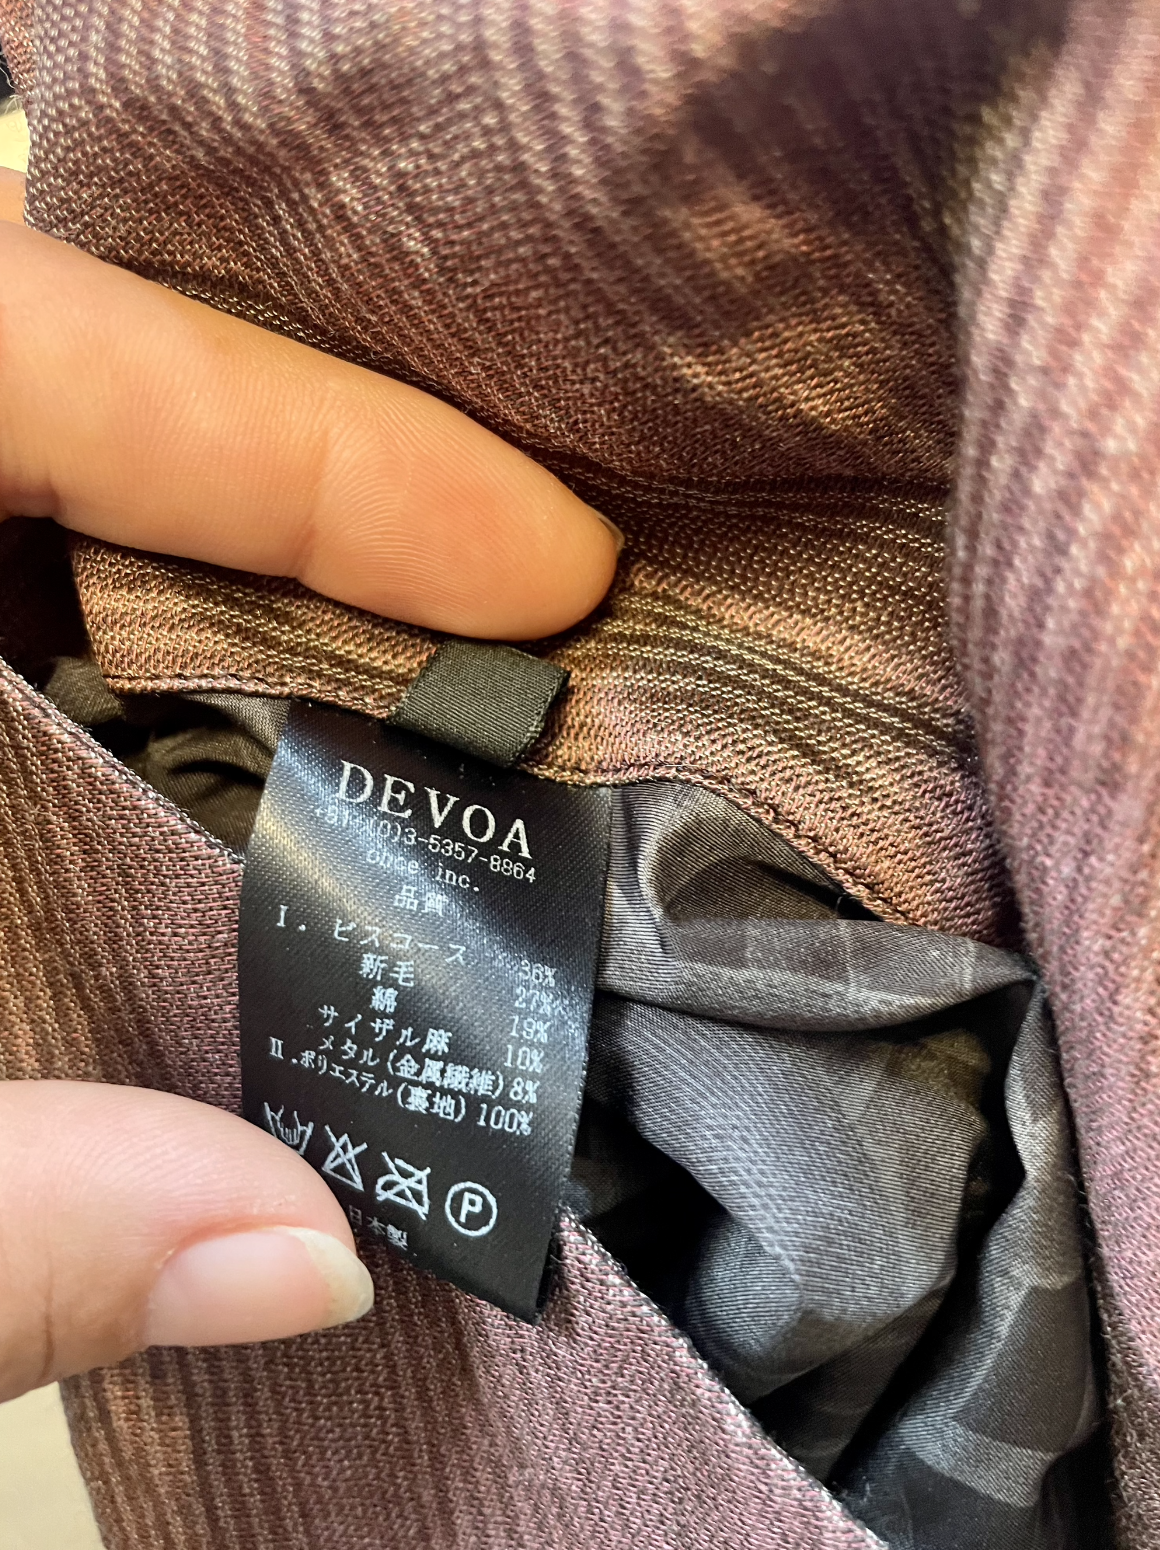 DEVOA
(0)3-5357-8864
inc.
品質
I. ビスコース 36%
新毛 27%
綿 19%
サイザル麻 10%
メタル(金属繊維) 8%
II.ポリエステル(裏地) 100%
P
日本製